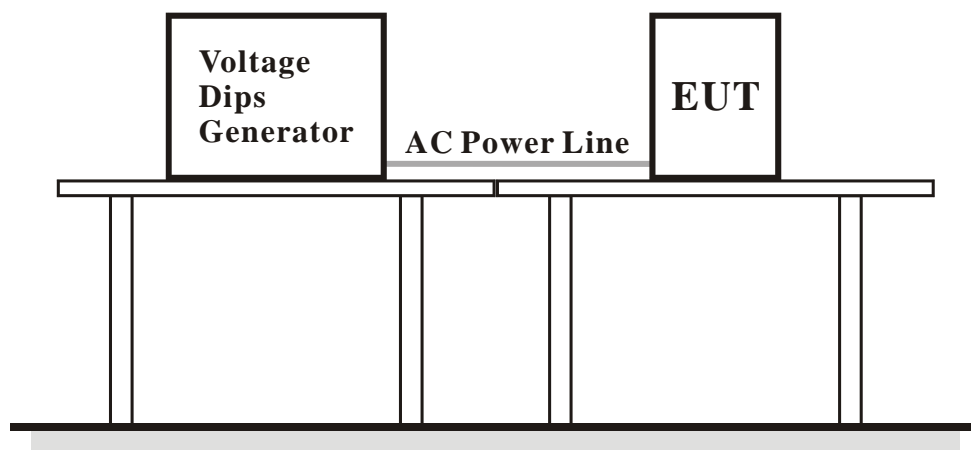 Voltage
Dips
Generator
AC Power Line
EUT